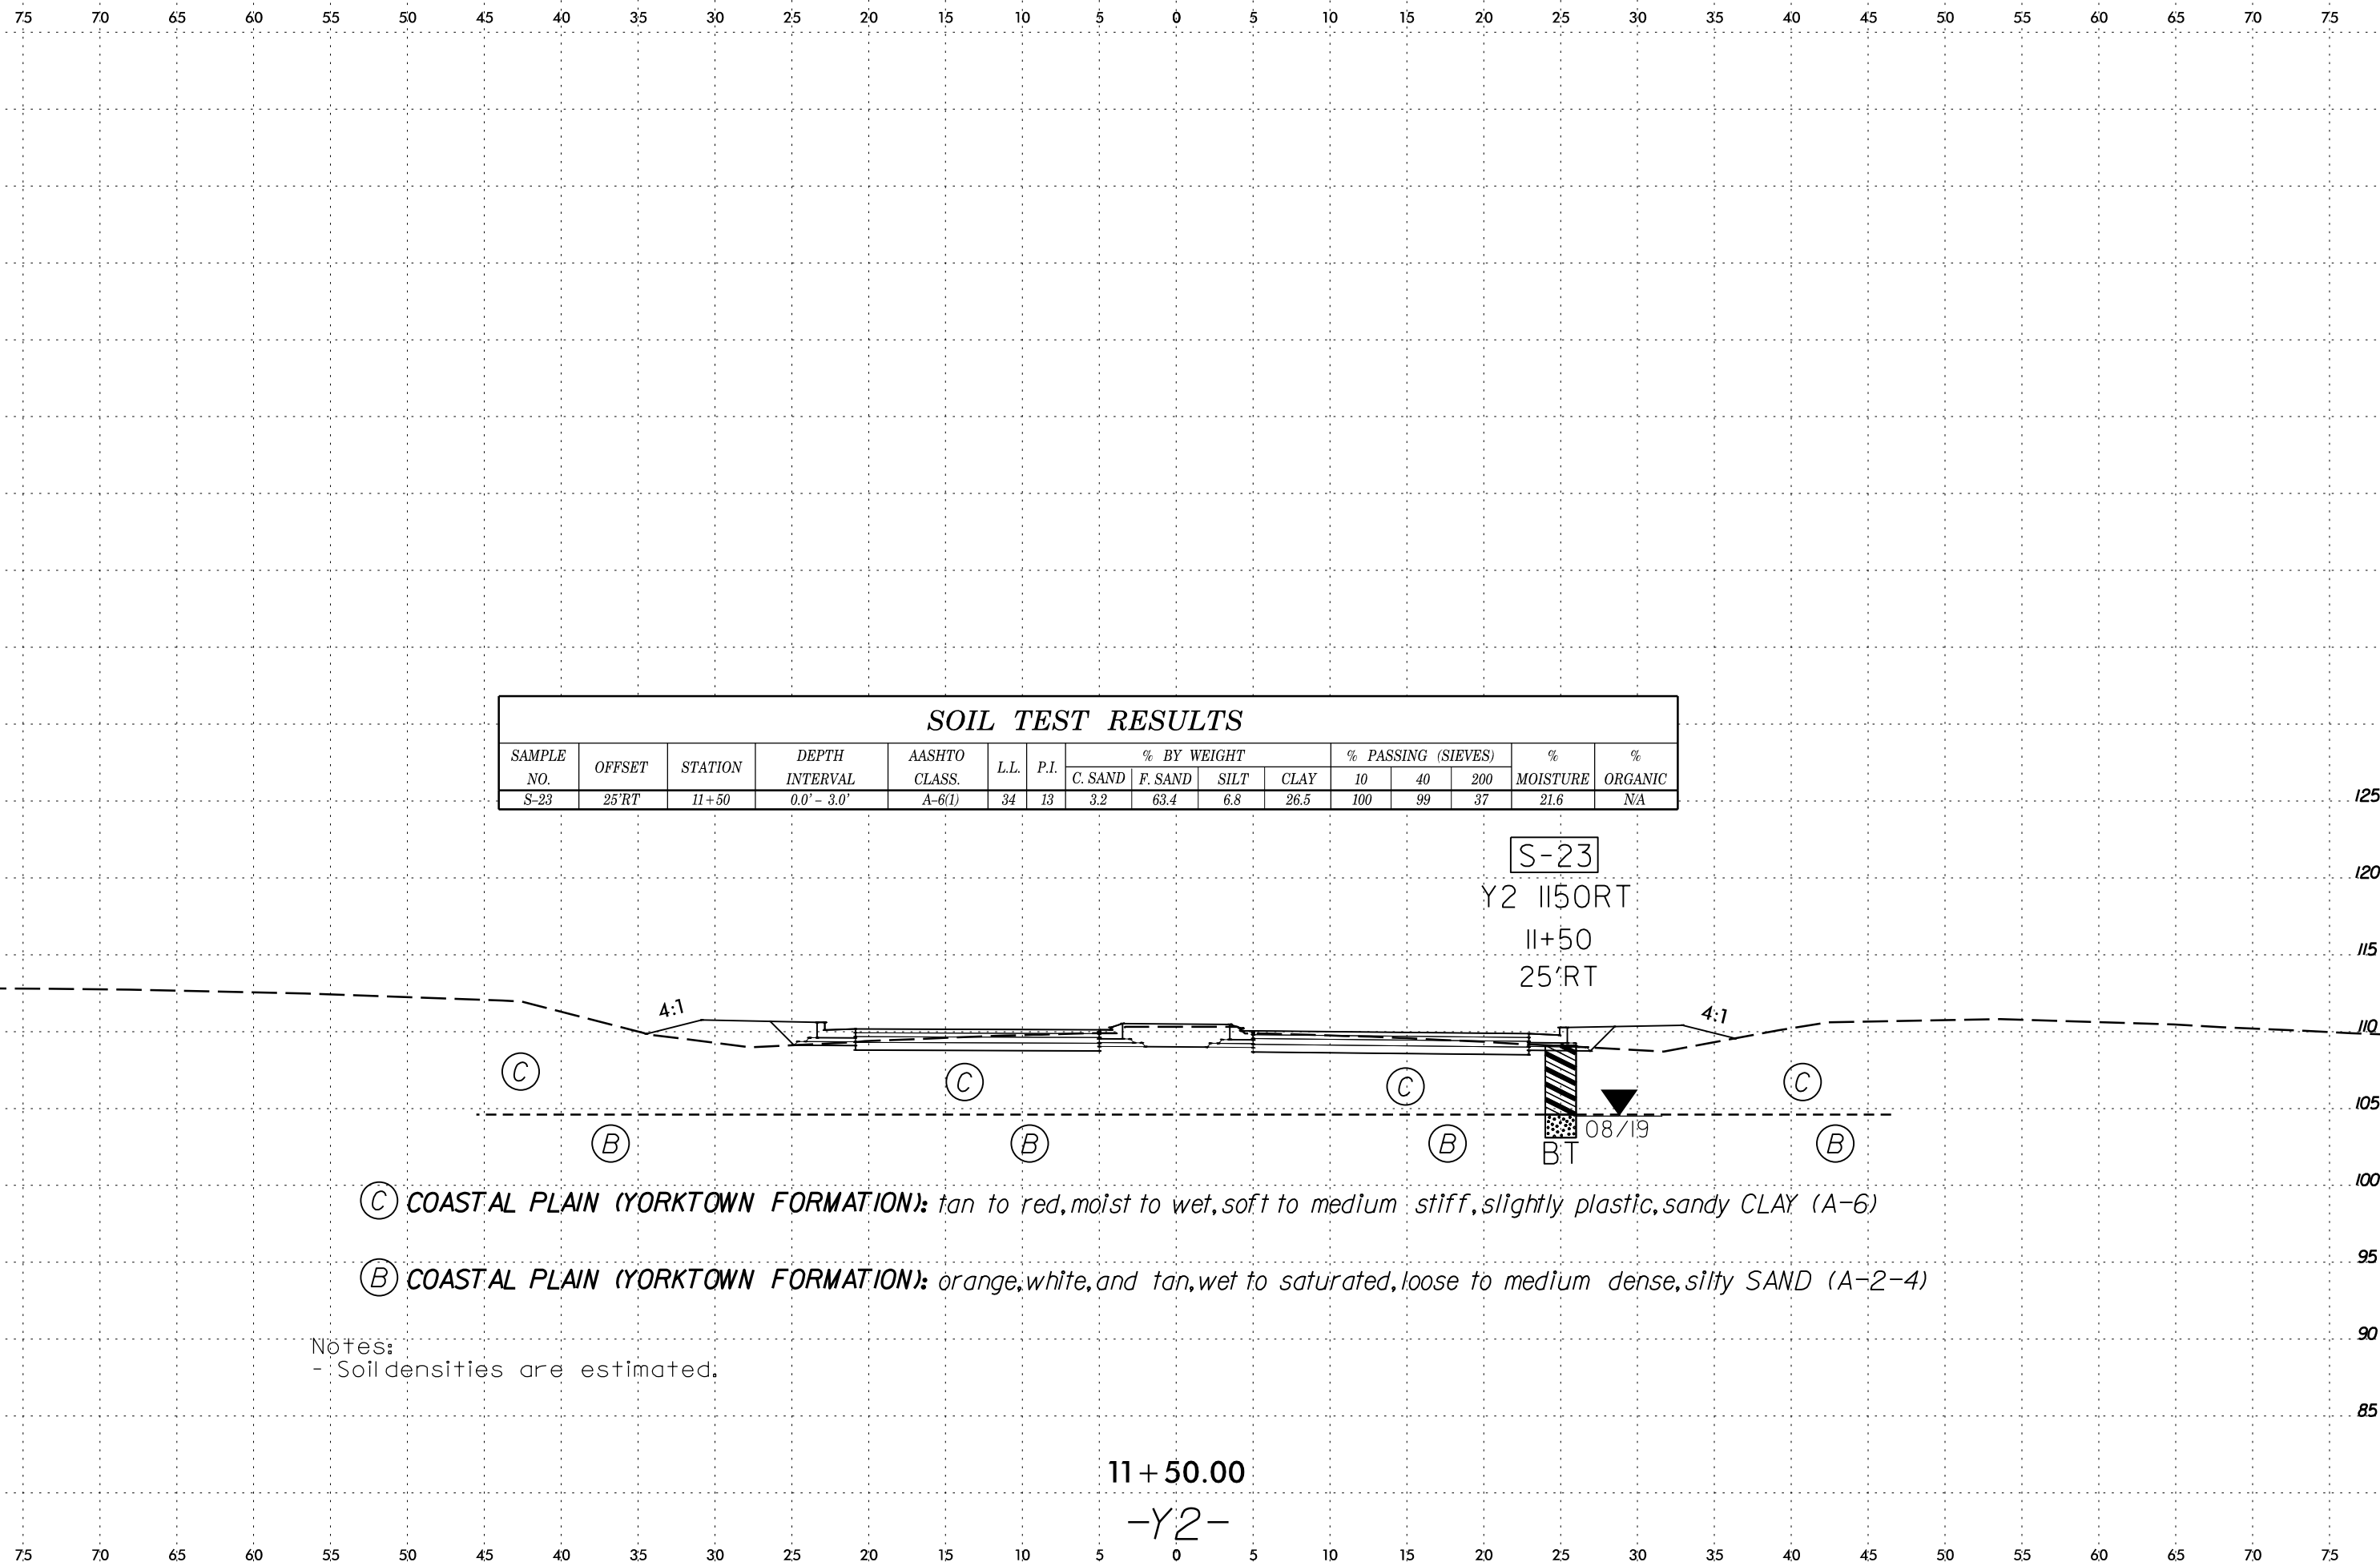 75 70 65 60 55 50 45 40 35 30 25 20 15 10 5 0 5 10 15 20 25 30 35 40 45 50 55 60 65 70 75
SOIL TEST RESULTS
SAMPLE NO. OFFSET STATION DEPTH INTERVAL AASHTO CLASS. L.L. P.I. % BY WEIGHT % PASSING (SIEVES) % MOISTURE % ORGANIC
C. SAND F. SAND SILT CLAY 10 40 200
S-23 25'RT 11+50 0.0' - 3.0' A-6(1) 34 13 3.2 63.4 6.8 26.5 100 99 37 21.6 N/A
125
S-23
120
Y2 1150RT
11+50
115
25'RT
4:1 4:1
110
C C C C
105
08/19
B B B B
BT
100
C COASTAL PLAIN (YORKTOWN FORMATION): tan to red, moist to wet, soft to medium stiff, slightly plastic, sandy CLAY (A-6)
95
B COASTAL PLAIN (YORKTOWN FORMATION): orange, white, and tan, wet to saturated, loose to medium dense, silty SAND (A-2-4)
90
Notes:
- Soil densities are estimated.
85
11+50.00
-Y2-
75 70 65 60 55 50 45 40 35 30 25 20 15 10 5 0 5 10 15 20 25 30 35 40 45 50 55 60 65 70 75